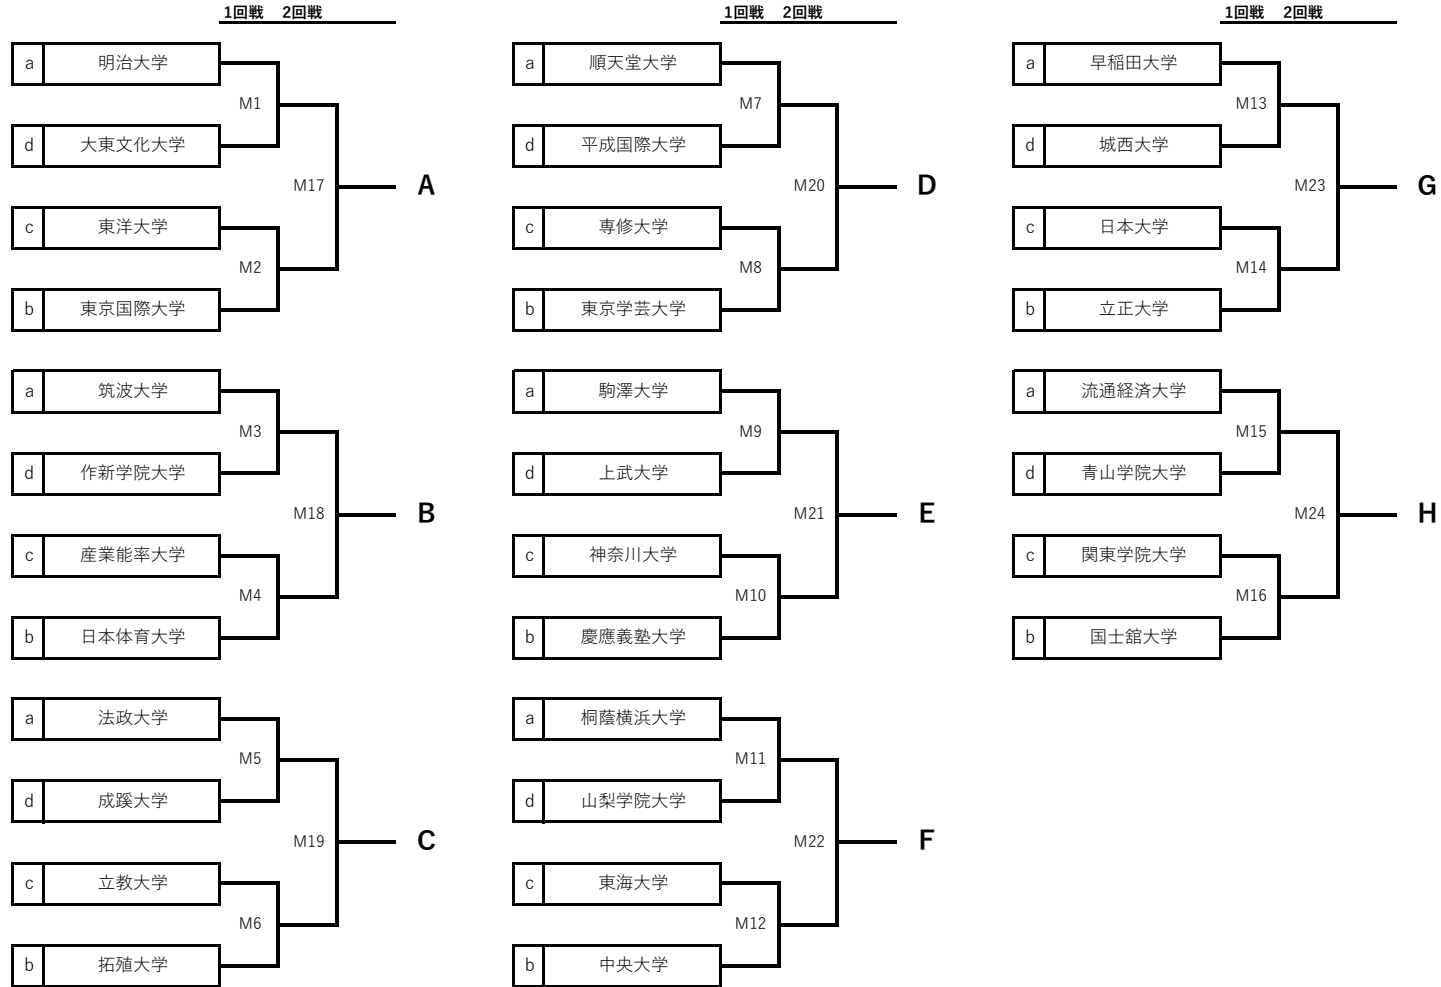 1回戦 2回戦
a 明治大学
M1
d 大東文化大学
M17
A
c 東洋大学
M2
b 東京国際大学
a 筑波大学
M3
d 作新学院大学
M18
B
c 産業能率大学
M4
b 日本体育大学
a 法政大学
M5
d 成蹊大学
M19
C
c 立教大学
M6
b 拓殖大学
1回戦 2回戦
a 順天堂大学
M7
d 平成国際大学
M20
D
c 専修大学
M8
b 東京学芸大学
a 駒澤大学
M9
d 上武大学
M21
E
c 神奈川大学
M10
b 慶應義塾大学
a 桐蔭横浜大学
M11
d 山梨学院大学
M22
F
c 東海大学
M12
b 中央大学
1回戦 2回戦
a 早稲田大学
M13
d 城西大学
M23
G
c 日本大学
M14
b 立正大学
a 流通経済大学
M15
d 青山学院大学
M24
H
c 関東学院大学
M16
b 国士舘大学